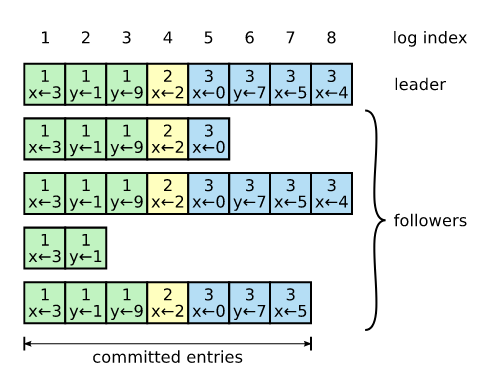 1 2 3 4 5 6 7 8 log index
1 1 1 2 3 3 3 3
x←3 y←1 y←9 x←2 x←0 y←7 x←5 x←4
leader
1 1 1 2 3
x←3 y←1 y←9 x←2 x←0
1 1 1 2 3 3 3 3
x←3 y←1 y←9 x←2 x←0 y←7 x←5 x←4
followers
1 1
x←3 y←1
1 1 1 2 3 3 3
x←3 y←1 y←9 x←2 x←0 y←7 x←5
committed entries